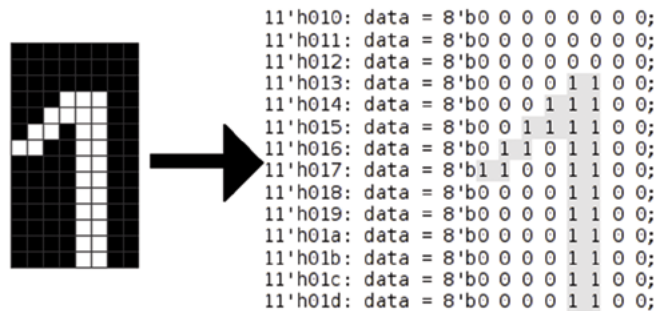 11'h010: data = 8'b0 0 0 0 0 0 0 0;
11'h011: data = 8'b0 0 0 0 0 0 0 0;
11'h012: data = 8'b0 0 0 0 0 0 0 0;
11'h013: data = 8'b0 0 0 0 1 1 0 0;
11'h014: data = 8'b0 0 0 1 1 1 0 0;
11'h015: data = 8'b0 0 1 1 1 1 0 0;
11'h016: data = 8'b0 1 1 0 1 1 0 0;
11'h017: data = 8'b1 1 0 0 1 1 0 0;
11'h018: data = 8'b0 0 0 0 1 1 0 0;
11'h019: data = 8'b0 0 0 0 1 1 0 0;
11'h01a: data = 8'b0 0 0 0 1 1 0 0;
11'h01b: data = 8'b0 0 0 0 1 1 0 0;
11'h01c: data = 8'b0 0 0 0 1 1 0 0;
11'h01d: data = 8'b0 0 0 0 1 1 0 0;